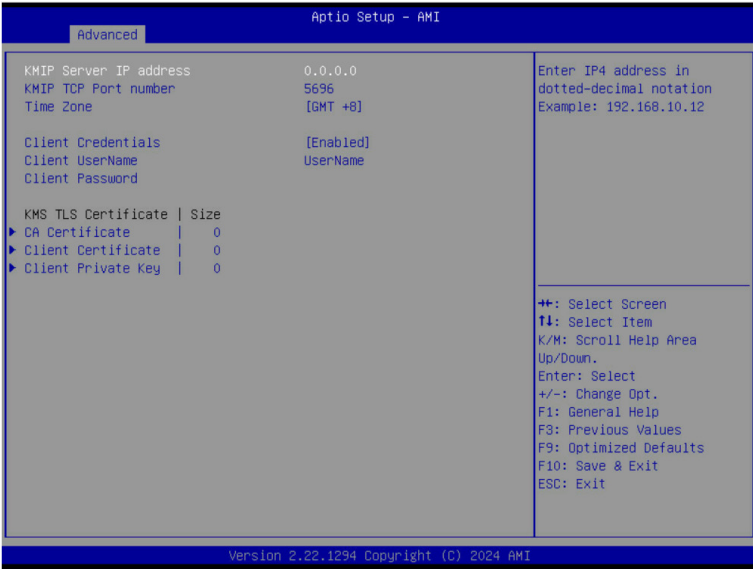 Aptio Setup – AMI
Advanced
KMIP Server IP address 0.0.0.0
KMIP TCP Port number 5696
Time Zone [GMT +8]
Client Credentials [Enabled]
Client UserName UserName
Client Password
KMS TLS Certificate | Size
CA Certificate | 0
Client Certificate | 0
Client Private Key | 0
Enter IP4 address in
dotted-decimal notation
Example: 192.168.10.12
→←: Select Screen
↑↓: Select Item
K/M: Scroll Help Area
Up/Down.
Enter: Select
+/-: Change Opt.
F1: General Help
F3: Previous Values
F9: Optimized Defaults
F10: Save & Exit
ESC: Exit
Version 2.22.1294 Copyright (C) 2024 AMI